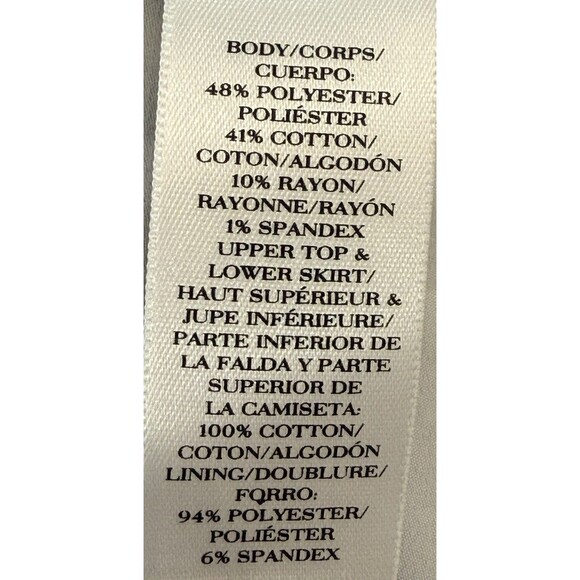 BODY/CORPS/
CUERPO:
48% POLYESTER/
POLIÉSTER
41% COTTON/
COTON/ALGODÓN
10% RAYON/
RAYONNE/RAYÓN
1% SPANDEX
UPPER TOP &
LOWER SKIRT/
HAUT SUPÉRIEUR &
JUPE INFÉRIEURE/
PARTE INFERIOR DE
LA FALDA Y PARTE
SUPERIOR DE
LA CAMISETA:
100% COTTON/
COTON/ALGODÓN
LINING/DOUBLURE/
FORRO:
94% POLYESTER/
POLIÉSTER
6% SPANDEX